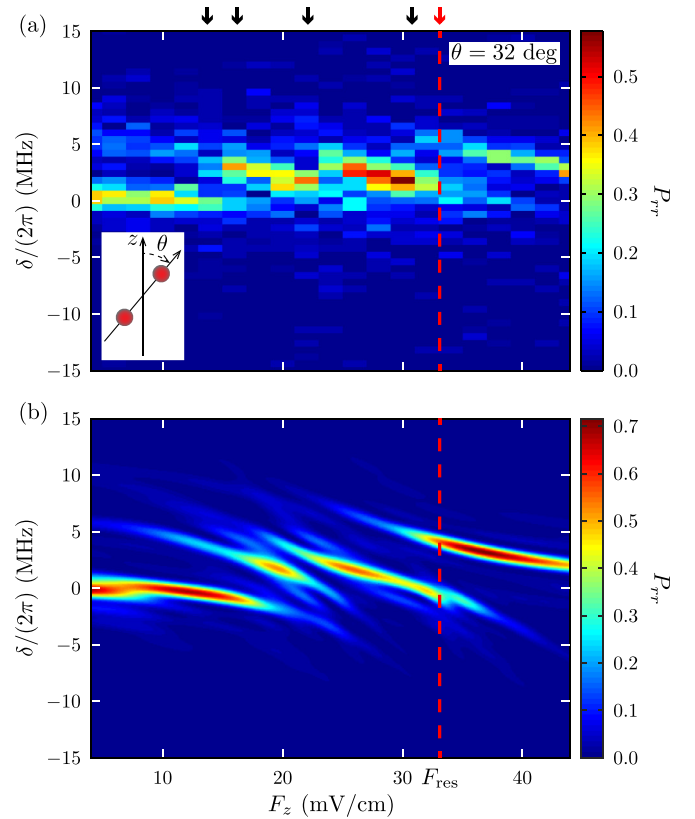 (a)
θ = 32 deg
15
10
5
0
−5
−10
−15
δ/(2π) (MHz)
z
θ
0.5
0.4
0.3
0.2
0.1
0.0
P_rr
(b)
15
10
5
0
−5
−10
−15
δ/(2π) (MHz)
0.7
0.6
0.5
0.4
0.3
0.2
0.1
0.0
P_rr
10 20 30 F_res 40
F_z (mV/cm)